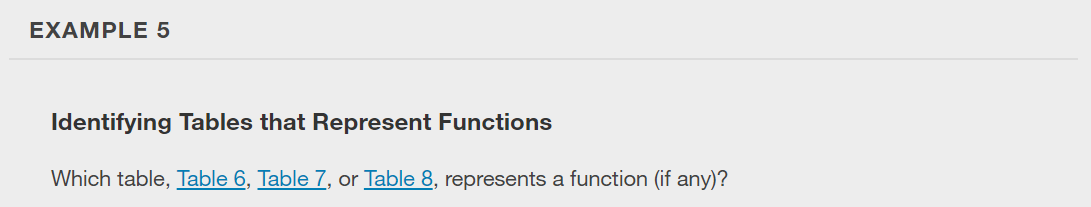 EXAMPLE 5
Identifying Tables that Represent Functions
Which table, Table 6, Table 7, or Table 8, represents a function (if any)?